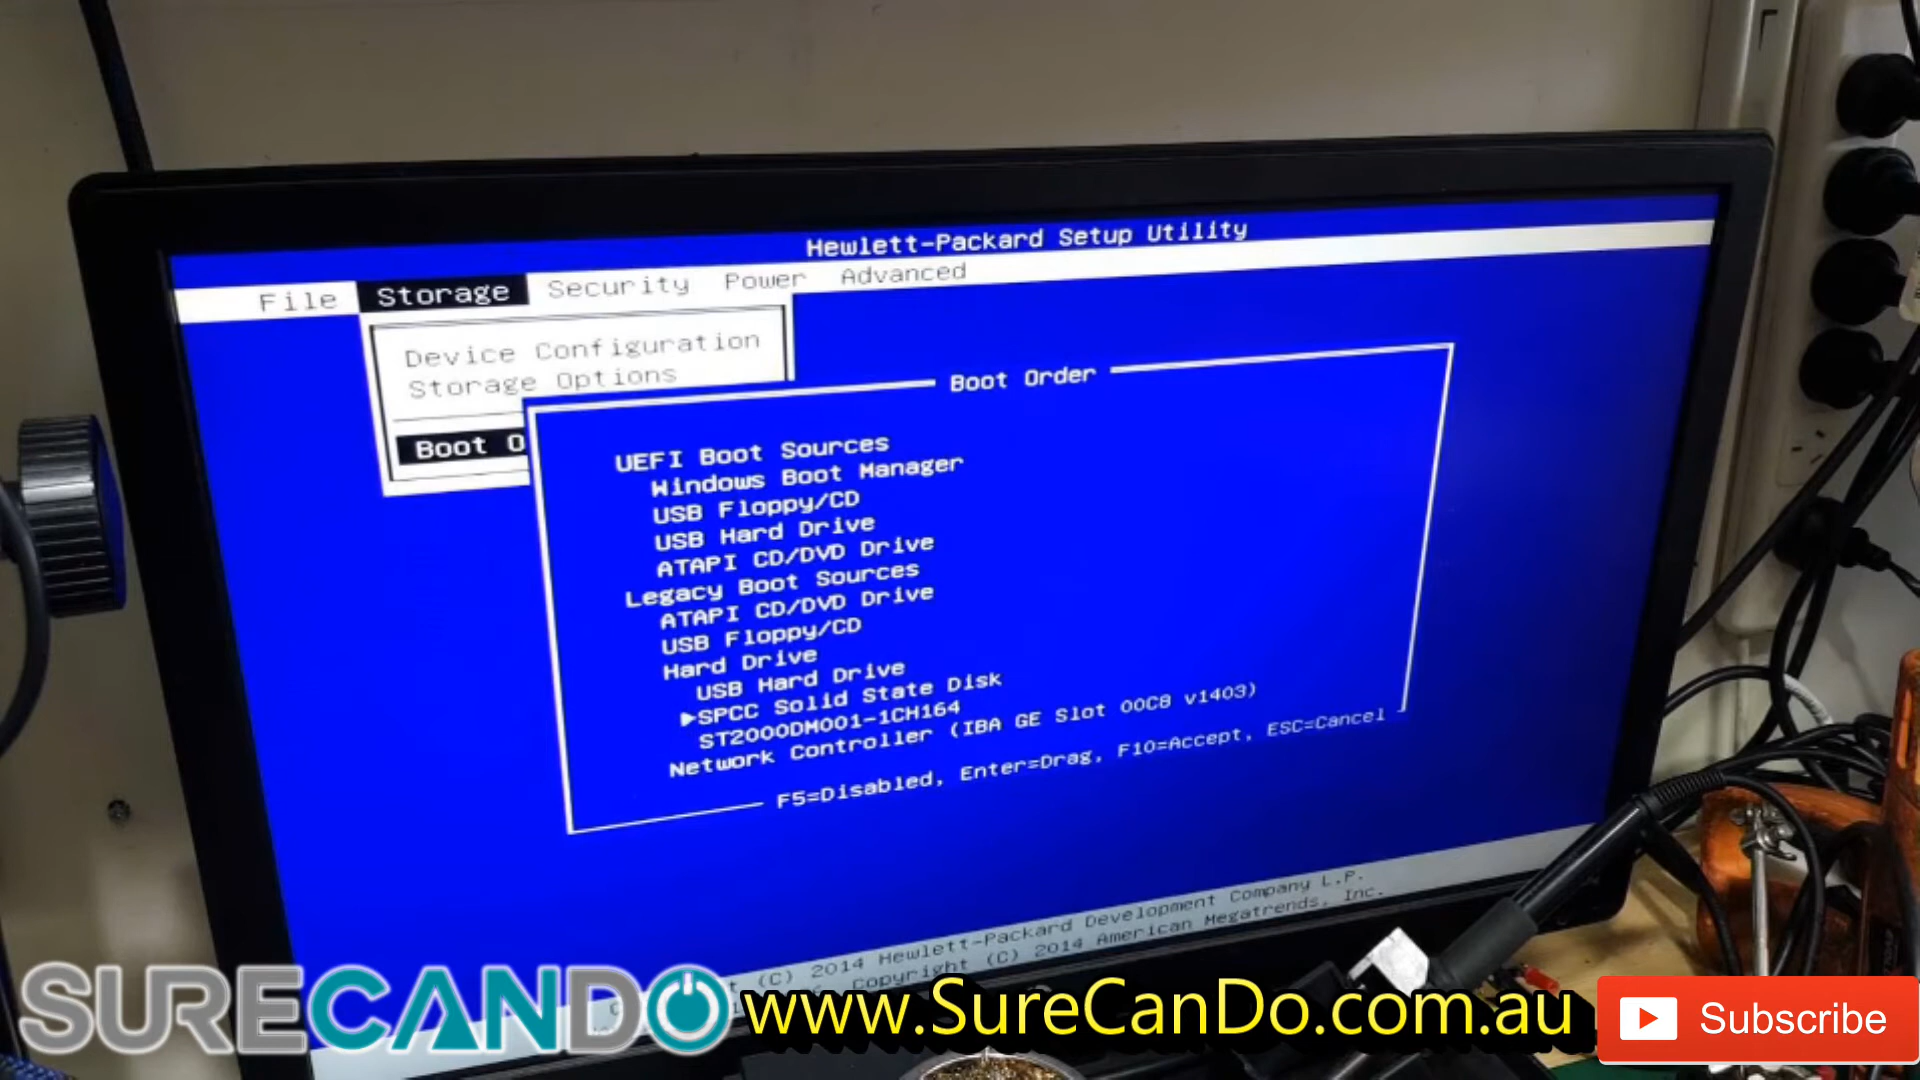 Hewlett-Packard Setup Utility
File Storage Security Power Advanced
Device Configuration
Storage Options
Boot O
Boot Order
UEFI Boot Sources
Windows Boot Manager
USB Floppy/CD
USB Hard Drive
ATAPI CD/DVD Drive
Legacy Boot Sources
ATAPI CD/DVD Drive
USB Floppy/CD
Hard Drive
USB Hard Drive
▶SPCC Solid State Disk
ST2000DM001-1CH164
Network Controller (IBA GE Slot 00C8 v1403)
F5=Disabled, Enter=Drag, F10=Accept, ESC=Cancel
(C) 2014 Hewlett-Packard Development Company L.P.
Copyright (C) 2014 American Megatrends, Inc.
SURECANDO
www.SureCanDo.com.au
Subscribe